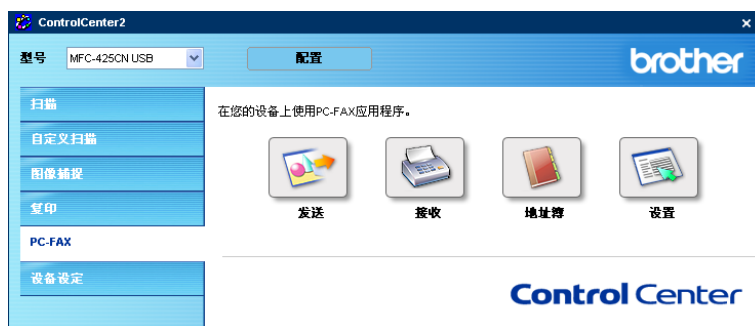 ControlCenter2
型号 MFC-425CN USB 配置 brother
扫描
自定义扫描
图像捕捉
复印
PC-FAX
设备设定
在您的设备上使用PC-FAX应用程序。
发送 接收 地址簿 设置
Control Center